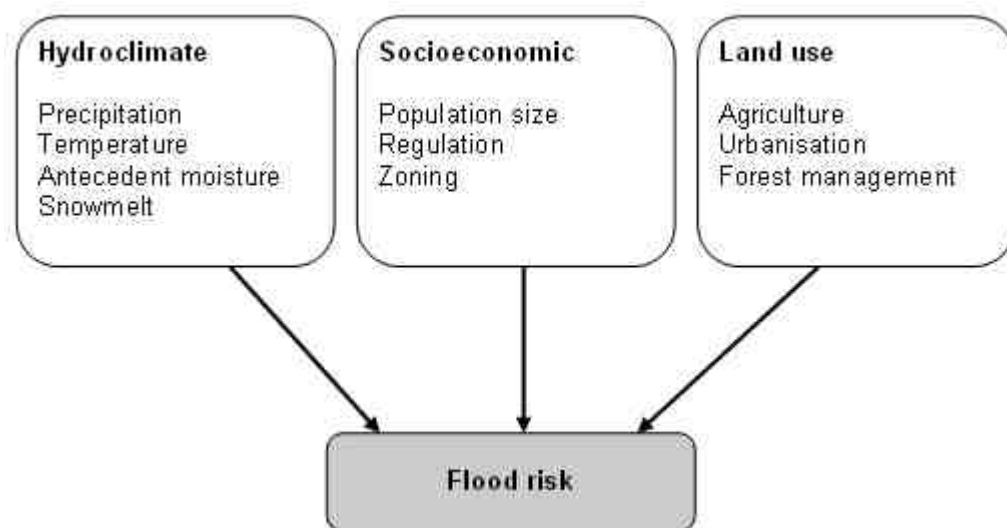 Hydroclimate
Precipitation
Temperature
Antecedent moisture
Snowmelt
Socioeconomic
Population size
Regulation
Zoning
Land use
Agriculture
Urbanisation
Forest management
Flood risk